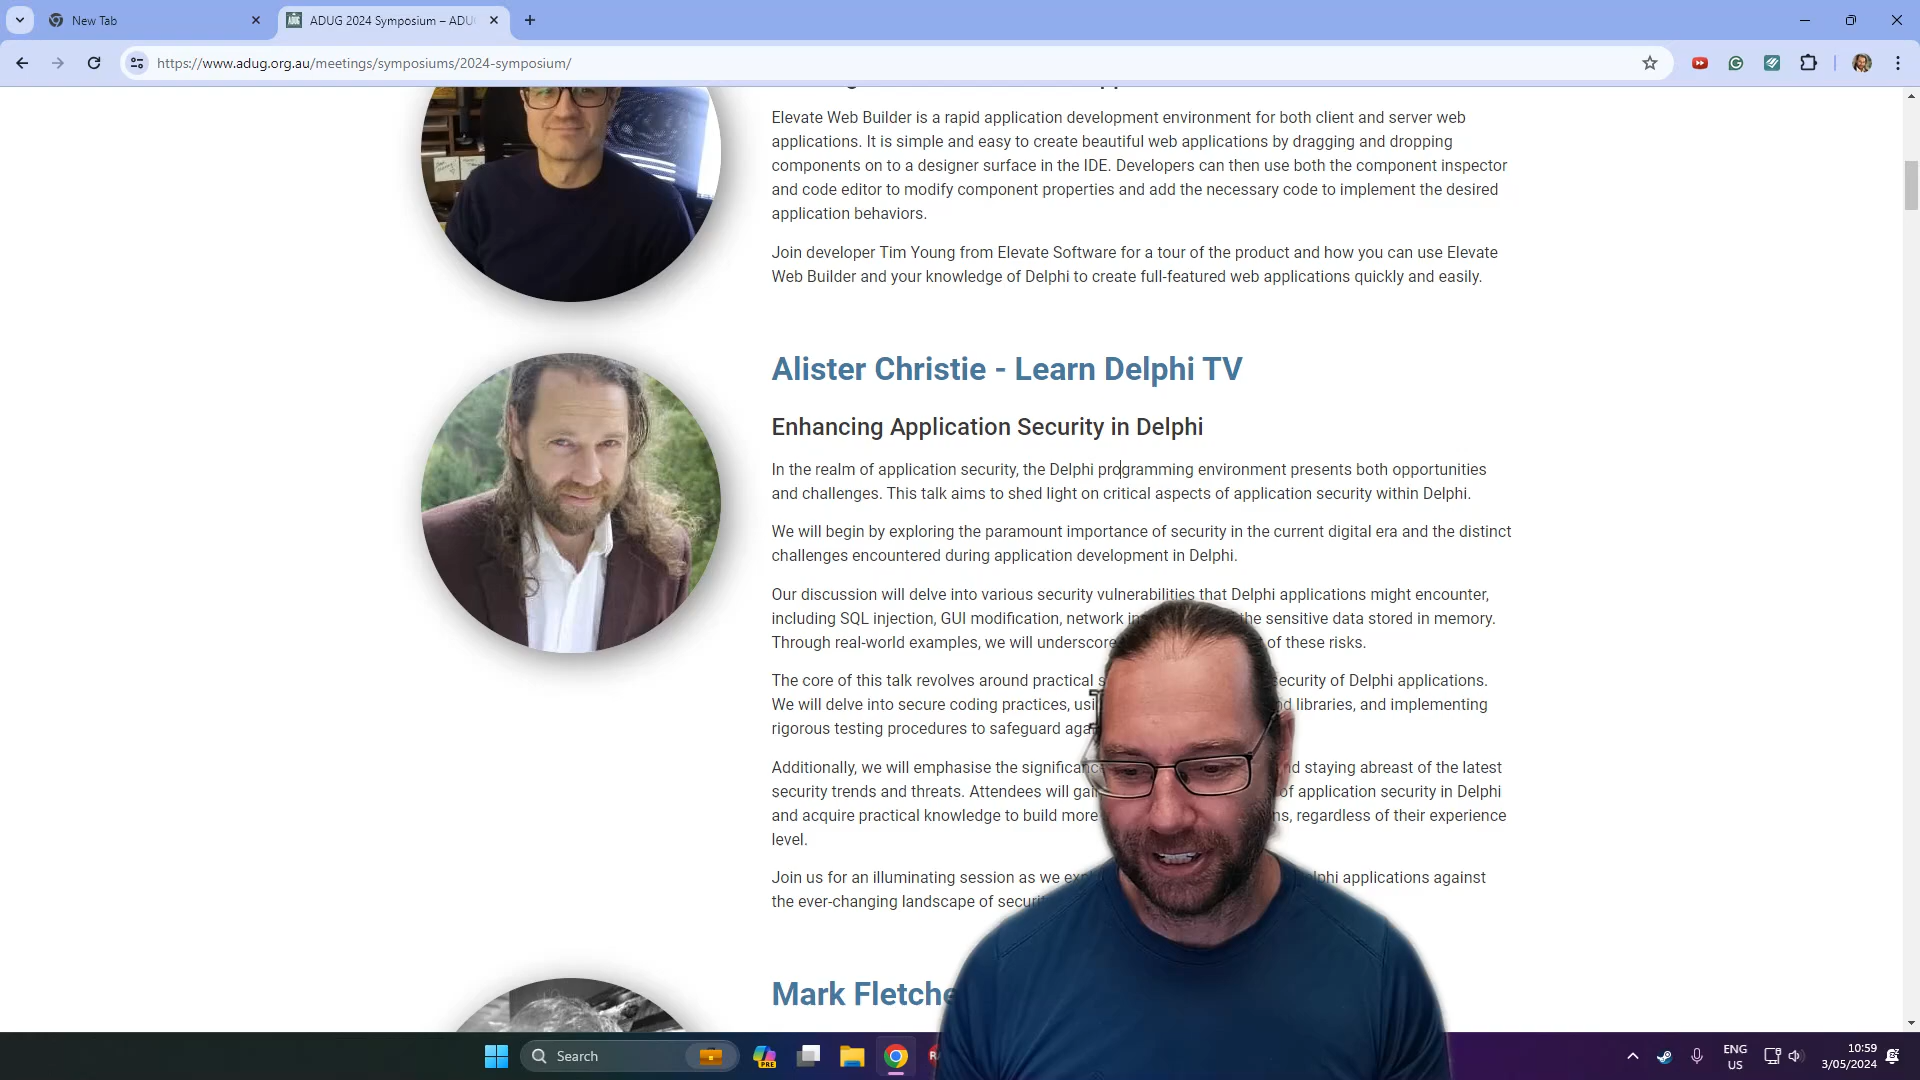 New Tab
ADUG 2024 Symposium – ADU
https://www.adug.org.au/meetings/symposiums/2024-symposium/
Elevate Web Builder is a rapid application development environment for both client and server web
applications. It is simple and easy to create beautiful web applications by dragging and dropping
components on to a designer surface in the IDE. Developers can then use both the component inspector
and code editor to modify component properties and add the necessary code to implement the desired
application behaviors.
Join developer Tim Young from Elevate Software for a tour of the product and how you can use Elevate
Web Builder and your knowledge of Delphi to create full-featured web applications quickly and easily.
Alister Christie - Learn Delphi TV
Enhancing Application Security in Delphi
In the realm of application security, the Delphi programming environment presents both opportunities
and challenges. This talk aims to shed light on critical aspects of application security within Delphi.
We will begin by exploring the paramount importance of security in the current digital era and the distinct
challenges encountered during application development in Delphi.
Our discussion will delve into various security vulnerabilities that Delphi applications might encounter,
including SQL injection, GUI modification, network the sensitive data stored in memory.
Through real-world examples, we will underscore of these risks.
The core of this talk revolves around practical security of Delphi applications.
We will delve into secure coding practices, libraries, and implementing
rigorous testing procedures to safeguard
Additionally, we will emphasise the staying abreast of the latest
security trends and threats. Attendees will of application security in Delphi
and acquire practical knowledge to build more regardless of their experience
level.
Join us for an illuminating session as we applications against
the ever-changing landscape of
Mark
Search
PRE
ENG
US
10:59
3/05/2024